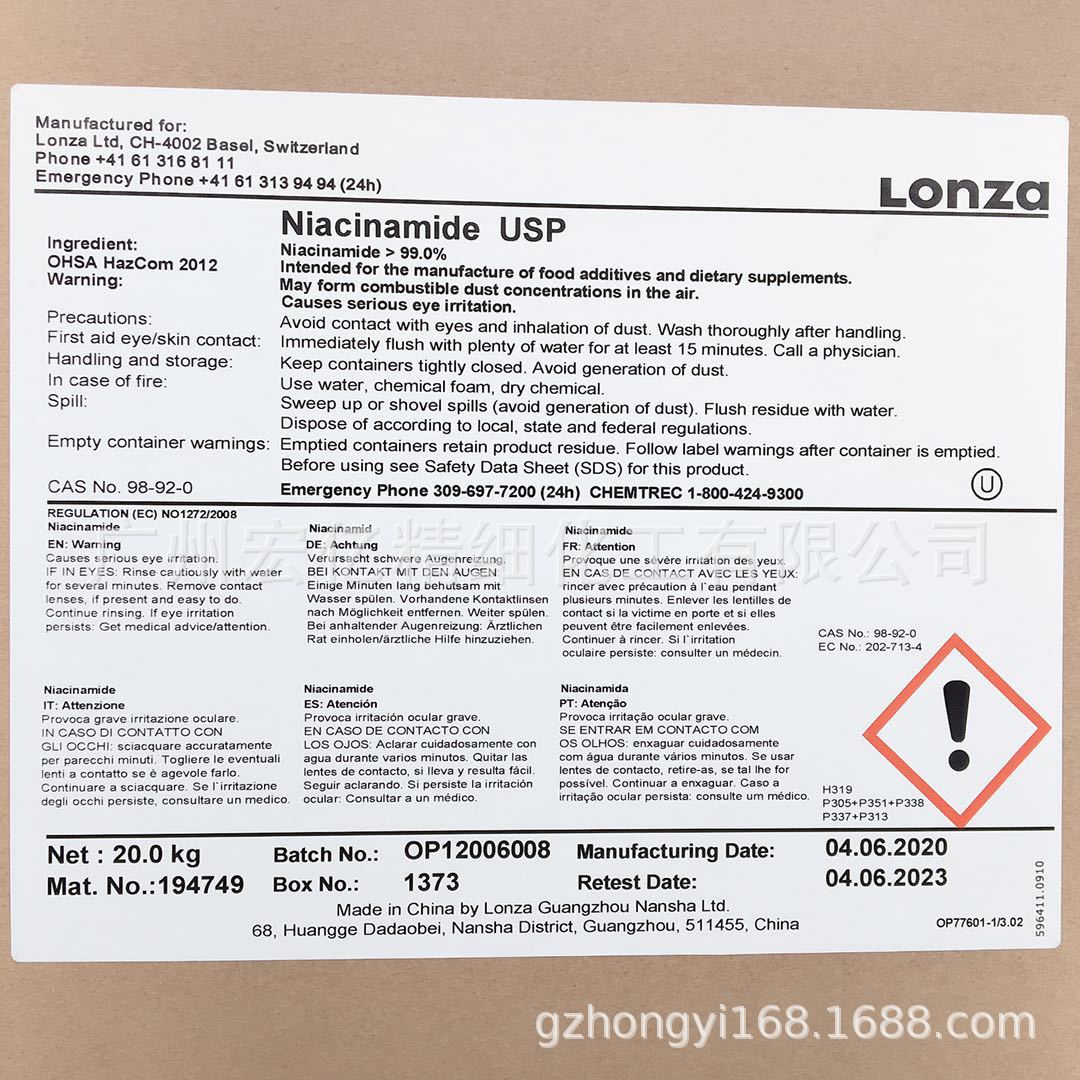 Manufactured for:
Lonza Ltd, CH-4002 Basel, Switzerland
Phone +41 61 316 81 11
Emergency Phone +41 61 313 94 94 (24h)
Lonza
Niacinamide USP
Ingredient: Niacinamide > 99.0%
OHSA HazCom 2012 Intended for the manufacture of food additives and dietary supplements.
Warning: May form combustible dust concentrations in the air.
Causes serious eye irritation.
Precautions: Avoid contact with eyes and inhalation of dust. Wash thoroughly after handling.
First aid eye/skin contact: Immediately flush with plenty of water for at least 15 minutes. Call a physician.
Handling and storage: Keep containers tightly closed. Avoid generation of dust.
In case of fire: Use water, chemical foam, dry chemical.
Spill: Sweep up or shovel spills (avoid generation of dust). Flush residue with water.
Dispose of according to local, state and federal regulations.
Empty container warnings: Emptied containers retain product residue. Follow label warnings after container is emptied.
Before using see Safety Data Sheet (SDS) for this product.
CAS No. 98-92-0 Emergency Phone 309-697-7200 (24h) CHEMTREC 1-800-424-9300
U
REGULATION (EC) NO1272/2008
Niacinamide
EN: Warning
Causes serious eye irritation.
IF IN EYES: Rinse cautiously with water
for several minutes. Remove contact
lenses, if present and easy to do.
Continue rinsing. If eye irritation
persists: Get medical advice/attention.
Niacinamid
DE: Achtung
Verursacht schwere Augenreizung.
BEI KONTAKT MIT DEN AUGEN:
Einige Minuten lang behutsam mit
Wasser spülen. Vorhandene Kontaktlinsen
nach Möglichkeit entfernen. Weiter spülen.
Bei anhaltender Augenreizung: Ärztlichen
Rat einholen/ärztliche Hilfe hinzuziehen.
Niacinamide
FR: Attention
Provoque une sévère irritation des yeux.
EN CAS DE CONTACT AVEC LES YEUX:
rincer avec précaution à l`eau pendant
plusieurs minutes. Enlever les lentilles de
contact si la victime en porte et si elles
peuvent être facilement enlevées.
Continuer à rincer. Si l`irritation
oculaire persiste: consulter un médecin.
CAS No.: 98-92-0
EC No.: 202-713-4
Niacinamide
IT: Attenzione
Provoca grave irritazione oculare.
IN CASO DI CONTATTO CON
GLI OCCHI: sciacquare accuratamente
per parecchi minuti. Togliere le eventuali
lenti a contatto se è agevole farlo.
Continuare a sciacquare. Se l`irritazione
degli occhi persiste, consultare un medico.
Niacinamide
ES: Atención
Provoca irritación ocular grave.
EN CASO DE CONTACTO CON
LOS OJOS: Aclarar cuidadosamente con
agua durante varios minutos. Quitar las
lentes de contacto, si lleva y resulta fácil.
Seguir aclarando. Si persiste la irritación
ocular: Consultar a un médico.
Niacinamida
PT: Atenção
Provoca irritação ocular grave.
SE ENTRAR EM CONTACTO COM
OS OLHOS: enxaguar cuidadosamente
com água durante vários minutos. Se usar
lentes de contacto, retire-as, se tal lhe for
possível. Continuar a enxaguar. Caso a
irritação ocular persista: consulte um médico.
H319
P305+P351+P338
P337+P313
Net : 20.0 kg Batch No.: OP12006008 Manufacturing Date: 04.06.2020
Mat. No.:194749 Box No.: 1373 Retest Date: 04.06.2023
Made in China by Lonza Guangzhou Nansha Ltd.
68, Huangge Dadaobei, Nansha District, Guangzhou, 511455, China
OP77601-1/3.02
596411.0910
gzhongyi168.1688.com